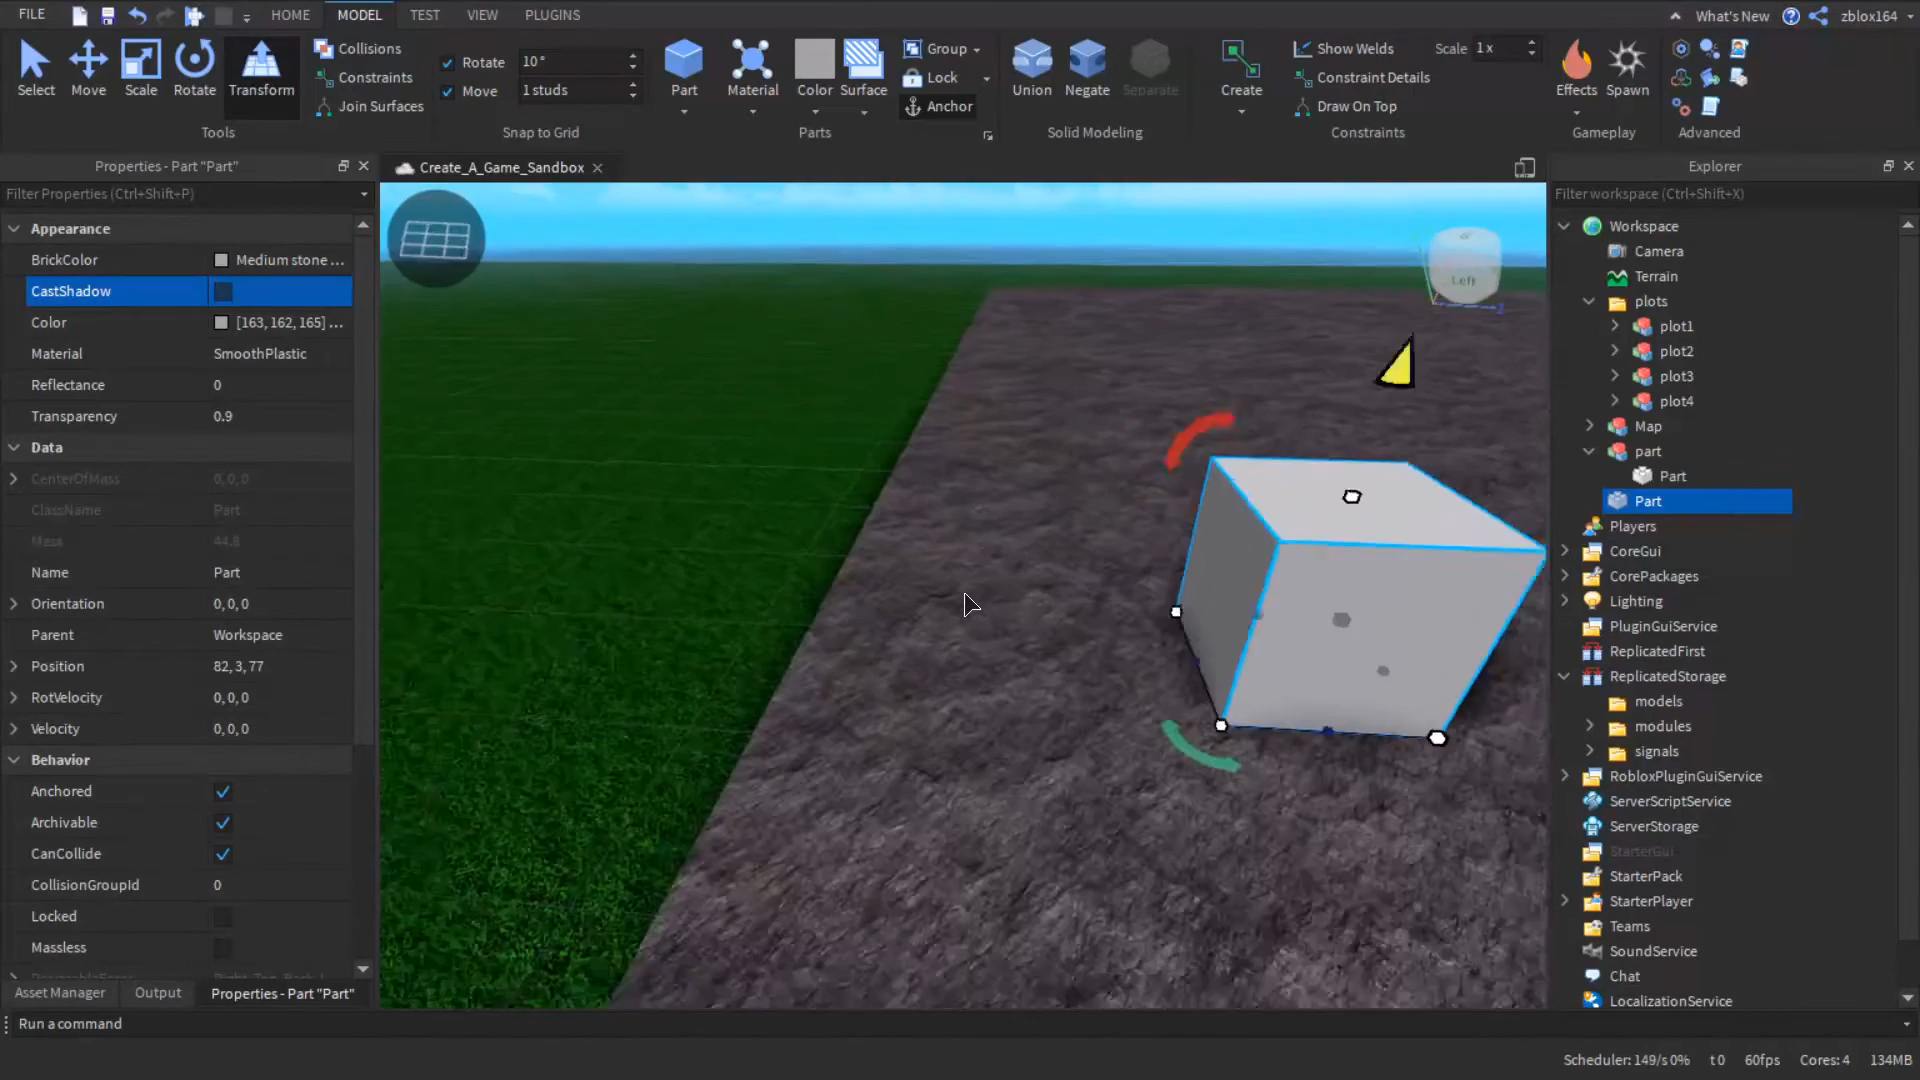 FILE HOME MODEL TEST VIEW PLUGINS What's New zblox164
Select Move Scale Rotate Transform
Collisions
Constraints
Join Surfaces
Tools
Rotate 10°
Move 1 studs
Snap to Grid
Part Material Color Surface
Group
Lock
Anchor
Parts
Union Negate Separate
Solid Modeling
Create
Show Welds Scale 1 x
Constraint Details
Draw On Top
Constraints
Effects Spawn
Gameplay
Advanced
Properties - Part "Part"
Filter Properties (Ctrl+Shift+P)
Appearance
BrickColor Medium stone ...
CastShadow
Color [163, 162, 165] ...
Material SmoothPlastic
Reflectance 0
Transparency 0.9
Data
CenterOfMass 0, 0, 0
ClassName Part
Mass 44.8
Name Part
Orientation 0, 0, 0
Parent Workspace
Position 82, 3, 77
RotVelocity 0, 0, 0
Velocity 0, 0, 0
Behavior
Anchored
Archivable
CanCollide
CollisionGroupId 0
Locked
Massless
Asset Manager Output Properties - Part "Part"
Create_A_Game_Sandbox
Left
Explorer
Filter workspace (Ctrl+Shift+X)
Workspace
Camera
Terrain
plots
plot1
plot2
plot3
plot4
Map
part
Part
Part
Players
CoreGui
CorePackages
Lighting
PluginGuiService
ReplicatedFirst
ReplicatedStorage
models
modules
signals
RobloxPluginGuiService
ServerScriptService
ServerStorage
StarterGui
StarterPack
StarterPlayer
Teams
SoundService
Chat
LocalizationService
Run a command
Scheduler: 149/s 0% t 0 60fps Cores: 4 134MB